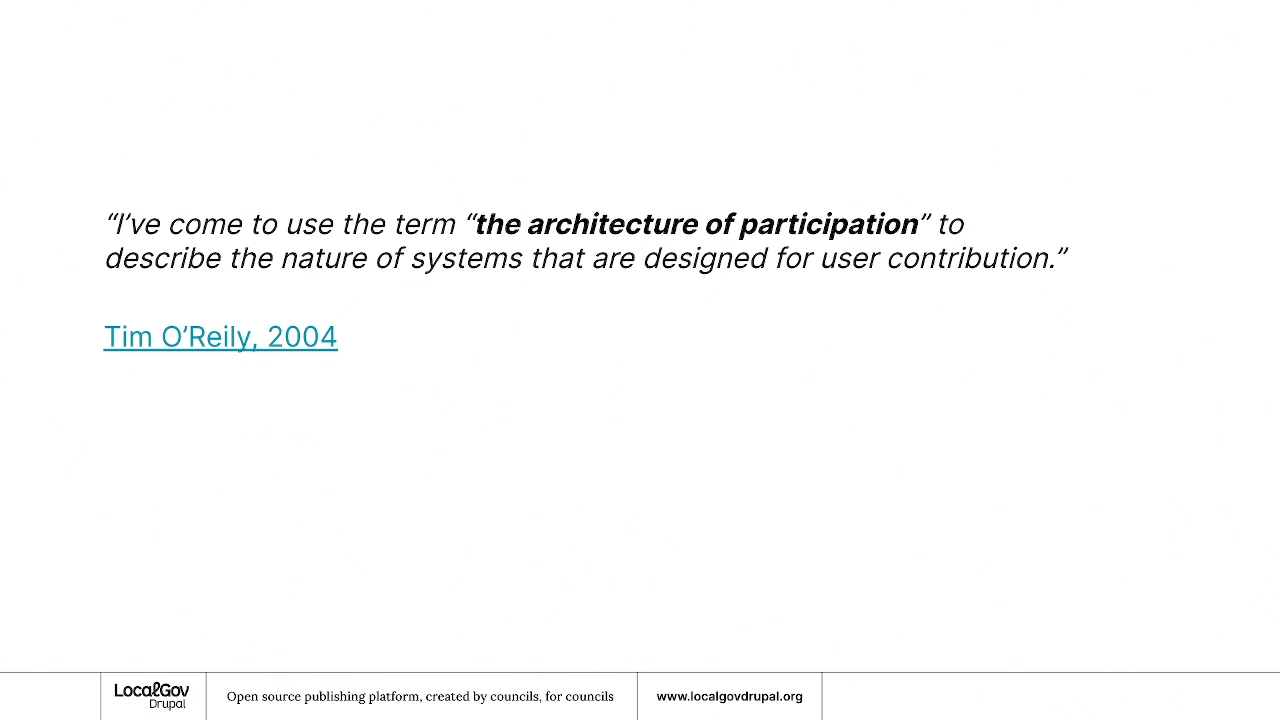 “I’ve come to use the term “the architecture of participation” to
describe the nature of systems that are designed for user contribution.”
Tim O’Reily, 2004
LocalGov
Drupal
Open source publishing platform, created by councils, for councils
www.localgovdrupal.org